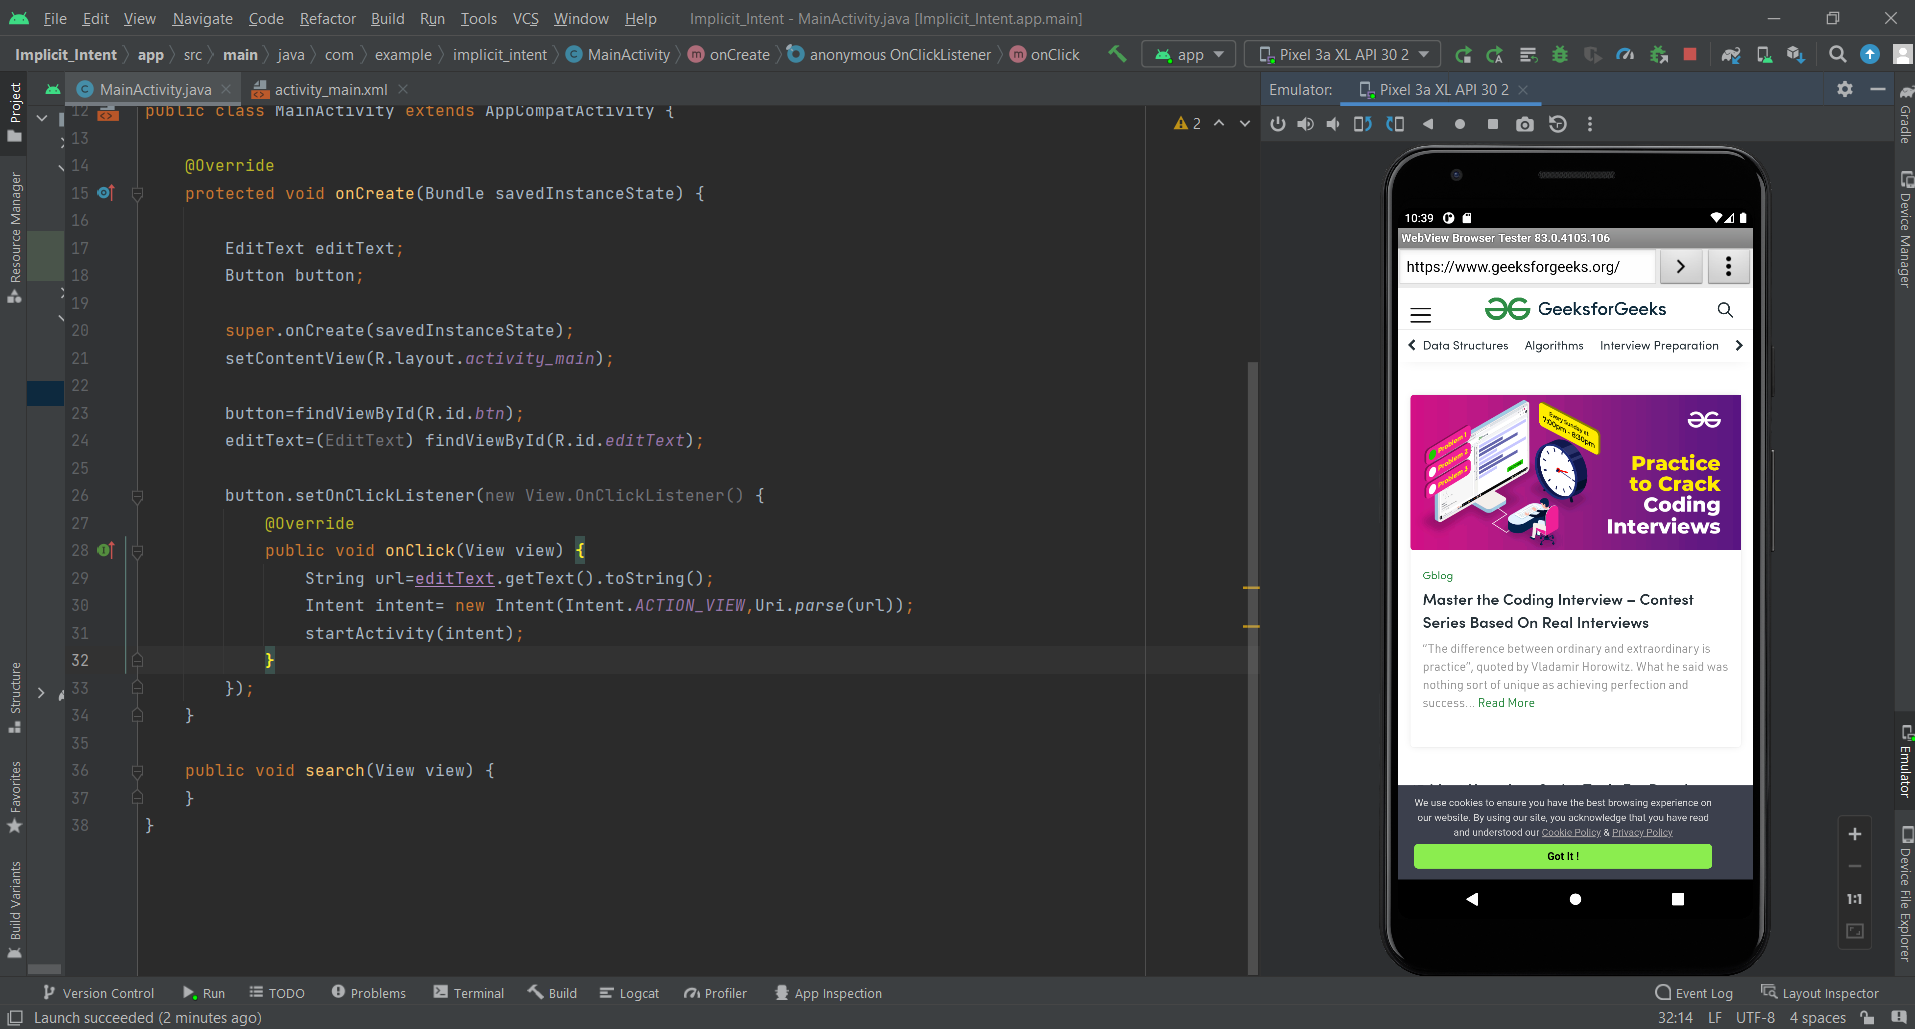 File Edit View Navigate Code Refactor Build Run Tools VCS Window Help Implicit_Intent - MainActivity.java [Implicit_Intent.app.main]
Implicit_Intent app src main java com example implicit_intent MainActivity onCreate anonymous OnClickListener onClick app Pixel 3a XL API 30 2
MainActivity.java activity_main.xml
Project
Resource Manager
Structure
Favorites
Build Variants
12 public class MainActivity extends AppCompatActivity {
2
13
14 @Override
15 protected void onCreate(Bundle savedInstanceState) {
16
17 EditText editText;
18 Button button;
19
20 super.onCreate(savedInstanceState);
21 setContentView(R.layout.activity_main);
22
23 button=findViewById(R.id.btn);
24 editText=(EditText) findViewById(R.id.editText);
25
26 button.setOnClickListener(new View.OnClickListener() {
27 @Override
28 public void onClick(View view) {
29 String url=editText.getText().toString();
30 Intent intent= new Intent(Intent.ACTION_VIEW,Uri.parse(url));
31 startActivity(intent);
32 }
33 });
34 }
35
36 public void search(View view) {
37 }
38 }
Emulator: Pixel 3a XL API 30 2
10:39
WebView Browser Tester 83.0.4103.106
https://www.geeksforgeeks.org/
GeeksforGeeks
Data Structures Algorithms Interview Preparation
Every Sunday at
7:00pm - 8:30pm
Problem 1
Problem 2
Problem 3
Practice
to Crack
Coding
Interviews
Gblog
Master the Coding Interview – Contest
Series Based On Real Interviews
“The difference between ordinary and extraordinary is
practice”, quoted by Vladamir Horowitz. What he said was
nothing sort of unique as achieving perfection and
success... Read More
We use cookies to ensure you have the best browsing experience on
our website. By using our site, you acknowledge that you have read
and understood our Cookie Policy & Privacy Policy
Got It !
1:1
Gradle
Device Manager
Emulator
Device File Explorer
Version Control Run TODO Problems Terminal Build Logcat Profiler App Inspection Event Log Layout Inspector
Launch succeeded (2 minutes ago) 32:14 LF UTF-8 4 spaces